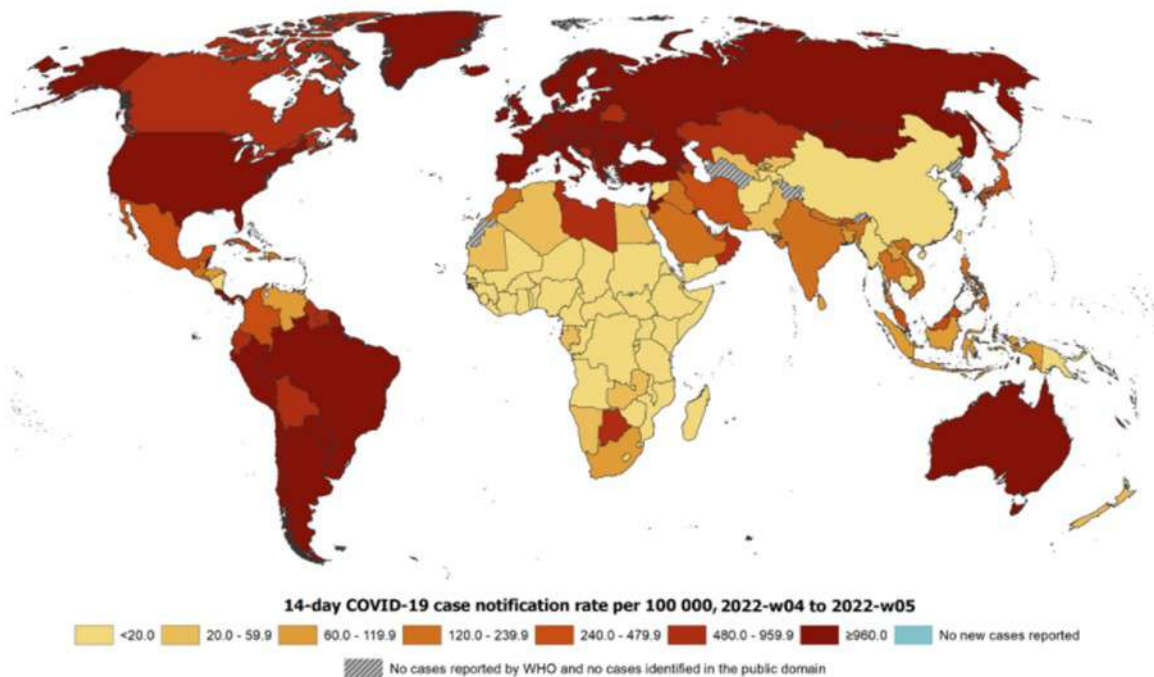 14-day COVID-19 case notification rate per 100 000, 2022-w04 to 2022-w05
<20.0 20.0 - 59.9 60.0 - 119.9 120.0 - 239.9 240.0 - 479.9 480.0 - 959.9 ≥960.0 No new cases reported
No cases reported by WHO and no cases identified in the public domain